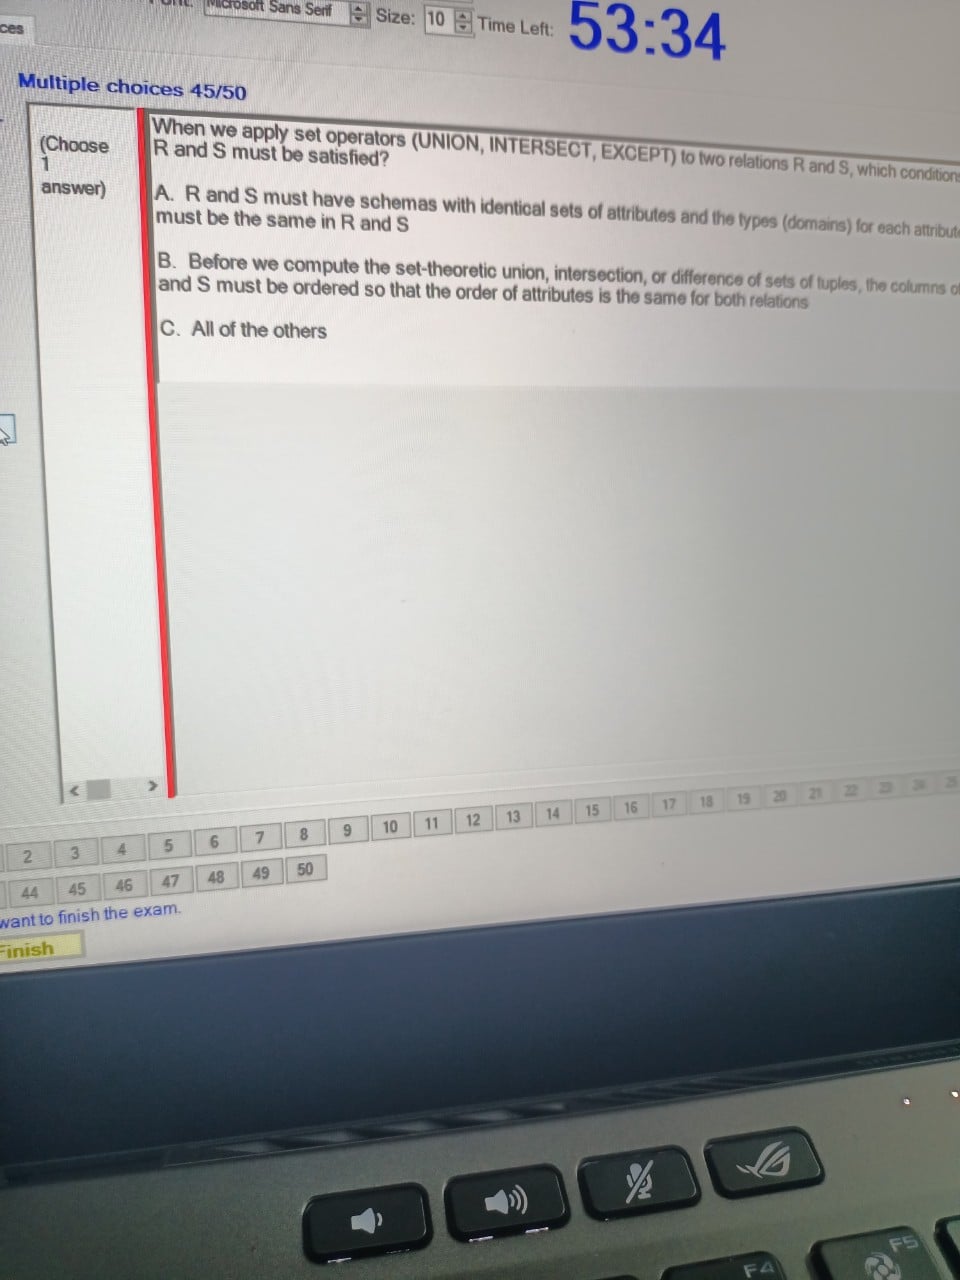 Microsoft Sans Serif
Size: 10
Time Left: 53:34
ces
Multiple choices 45/50
(Choose
1
answer)
When we apply set operators (UNION, INTERSECT, EXCEPT) to two relations R and S, which conditions
R and S must be satisfied?
A. R and S must have schemas with identical sets of attributes and the types (domains) for each attribute
must be the same in R and S
B. Before we compute the set-theoretic union, intersection, or difference of sets of tuples, the columns of
and S must be ordered so that the order of attributes is the same for both relations
C. All of the others
2 3 4 5 6 7 8 9 10 11 12 13 14 15 16 17 18 19 20 21 22 23 24 25
44 45 46 47 48 49 50
want to finish the exam.
Finish
F4
F5